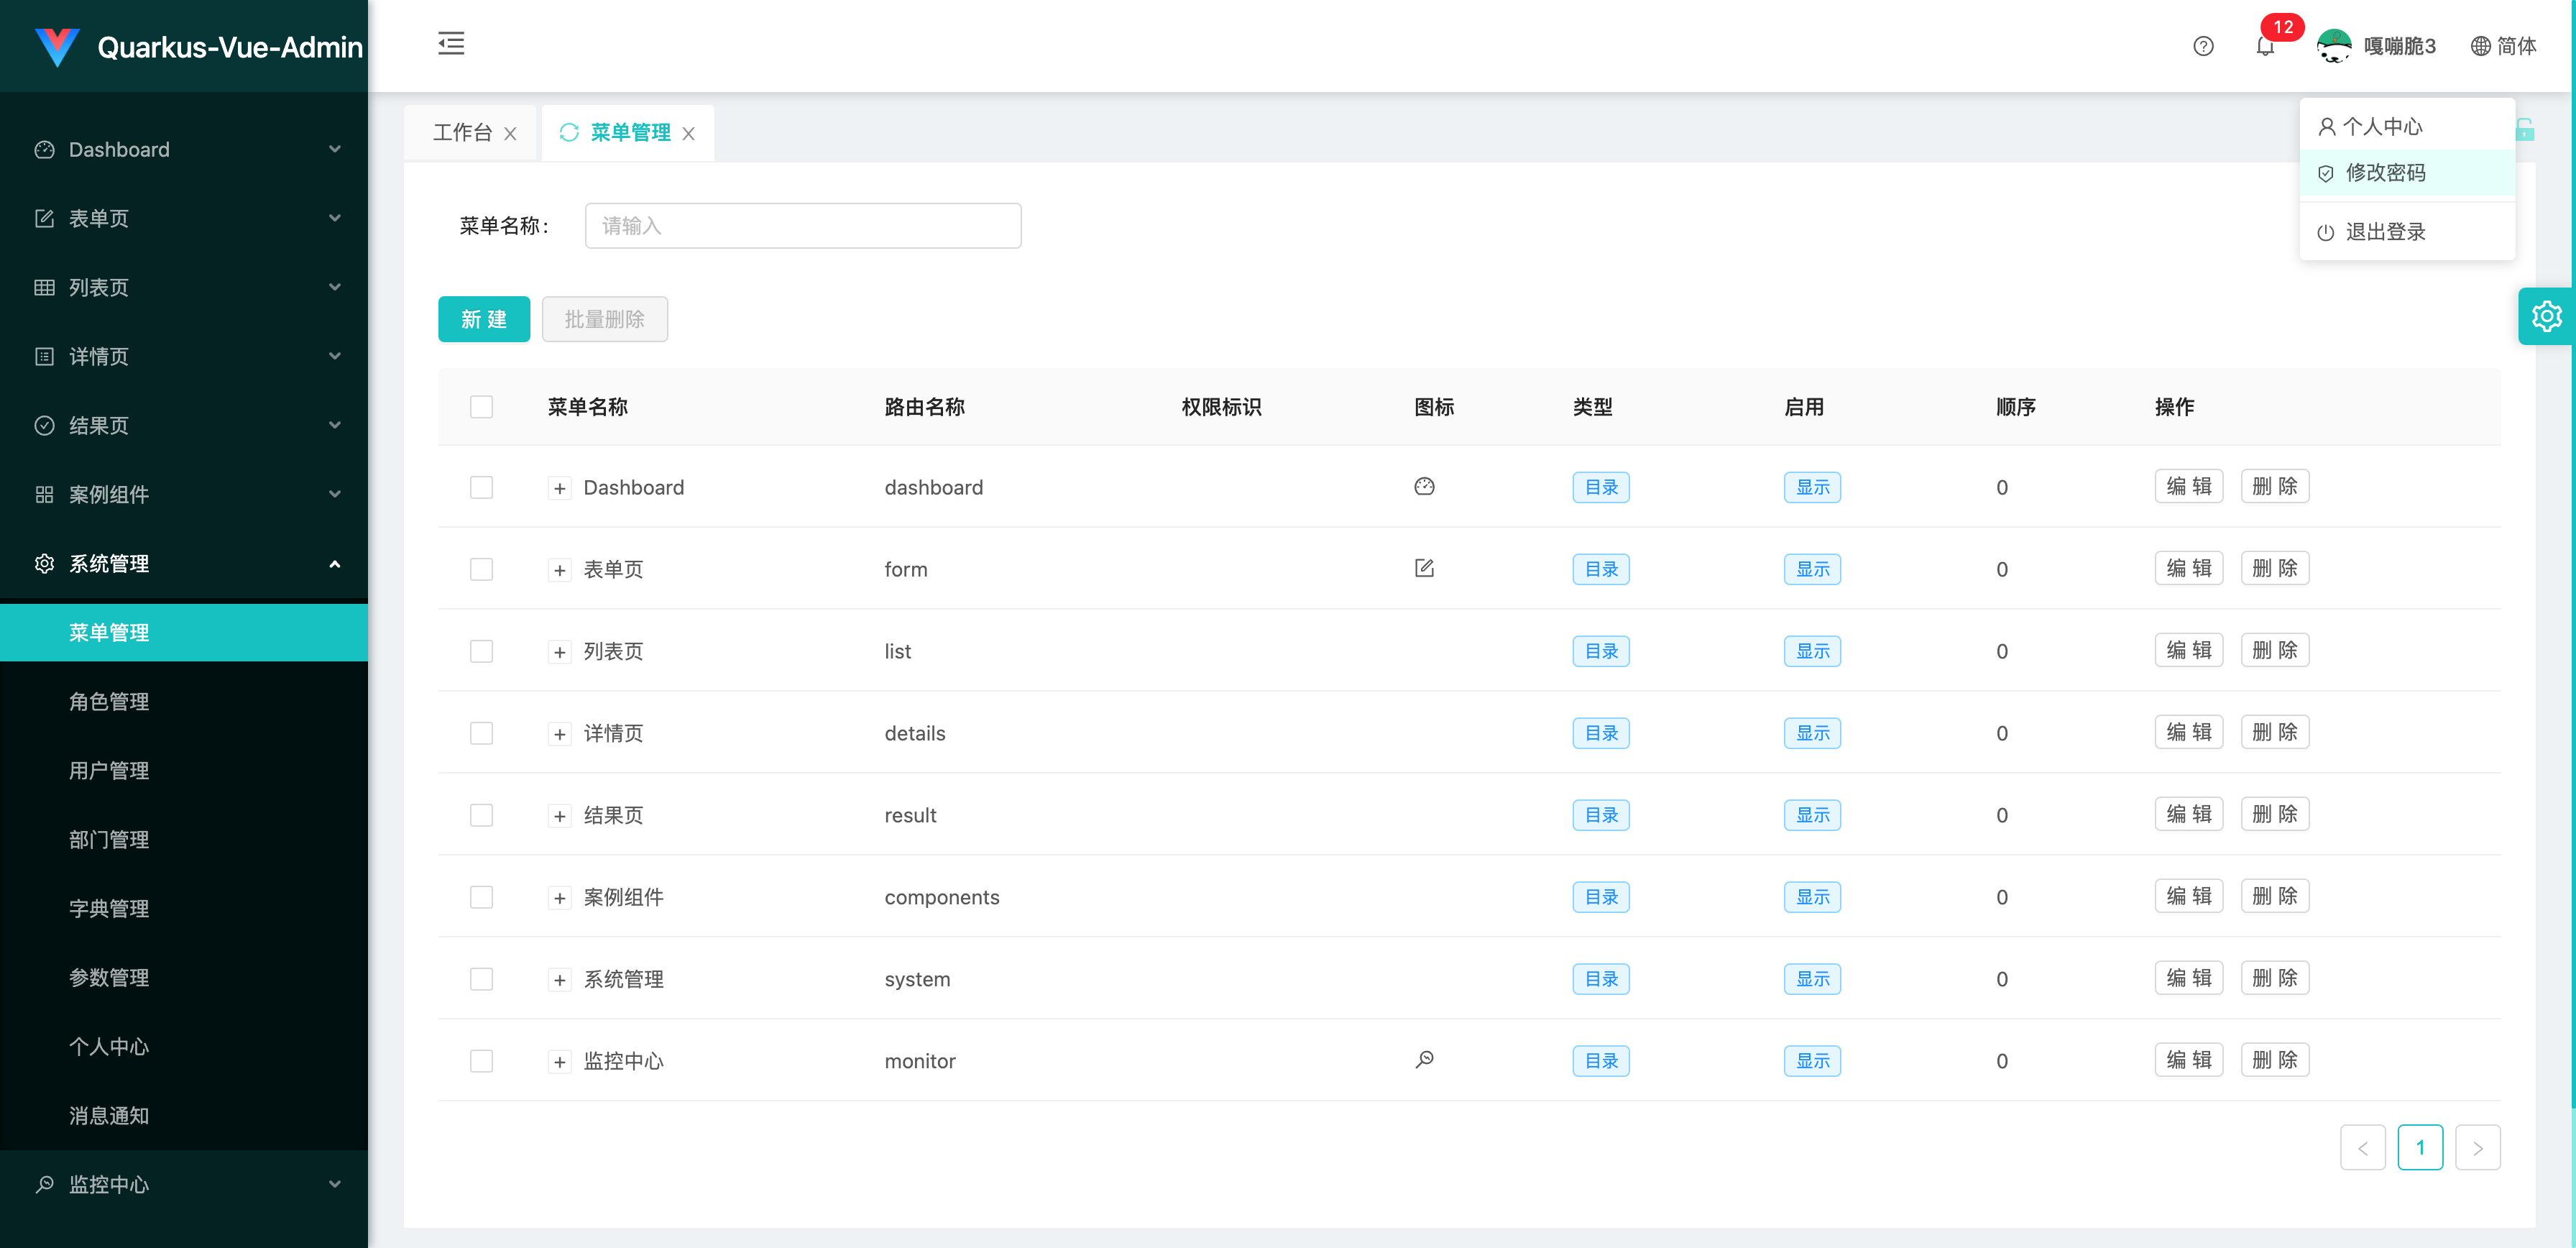 Quarkus-Vue-Admin
12
嘎嘣脆3
简体
个人中心
修改密码
退出登录
工作台
菜单管理
Dashboard
表单页
列表页
详情页
结果页
案例组件
系统管理
菜单管理
角色管理
用户管理
部门管理
字典管理
参数管理
个人中心
消息通知
监控中心
菜单名称：
请输入
新 建
批量删除
菜单名称 路由名称 权限标识 图标 类型 启用 顺序 操作
Dashboard dashboard 目录 显示 0 编 辑 删 除
表单页 form 目录 显示 0 编 辑 删 除
列表页 list 目录 显示 0 编 辑 删 除
详情页 details 目录 显示 0 编 辑 删 除
结果页 result 目录 显示 0 编 辑 删 除
案例组件 components 目录 显示 0 编 辑 删 除
系统管理 system 目录 显示 0 编 辑 删 除
监控中心 monitor 目录 显示 0 编 辑 删 除
1